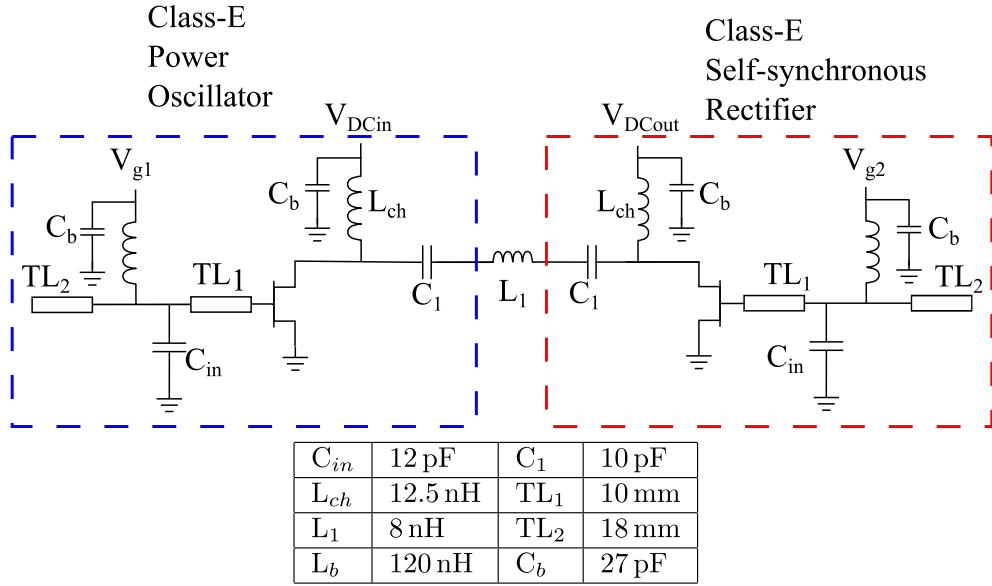 Class-E
Power
Oscillator
Class-E
Self-synchronous
Rectifier
V_DCin
V_DCout
V_g1
V_g2
C_b
C_b
L_ch
L_ch
C_b
C_b
TL_2
TL1
C_1
L_1
C_1
TL_1
TL_2
C_in
C_in
C_in 12 pF C_1 10 pF
L_ch 12.5 nH TL_1 10 mm
L_1 8 nH TL_2 18 mm
L_b 120 nH C_b 27 pF